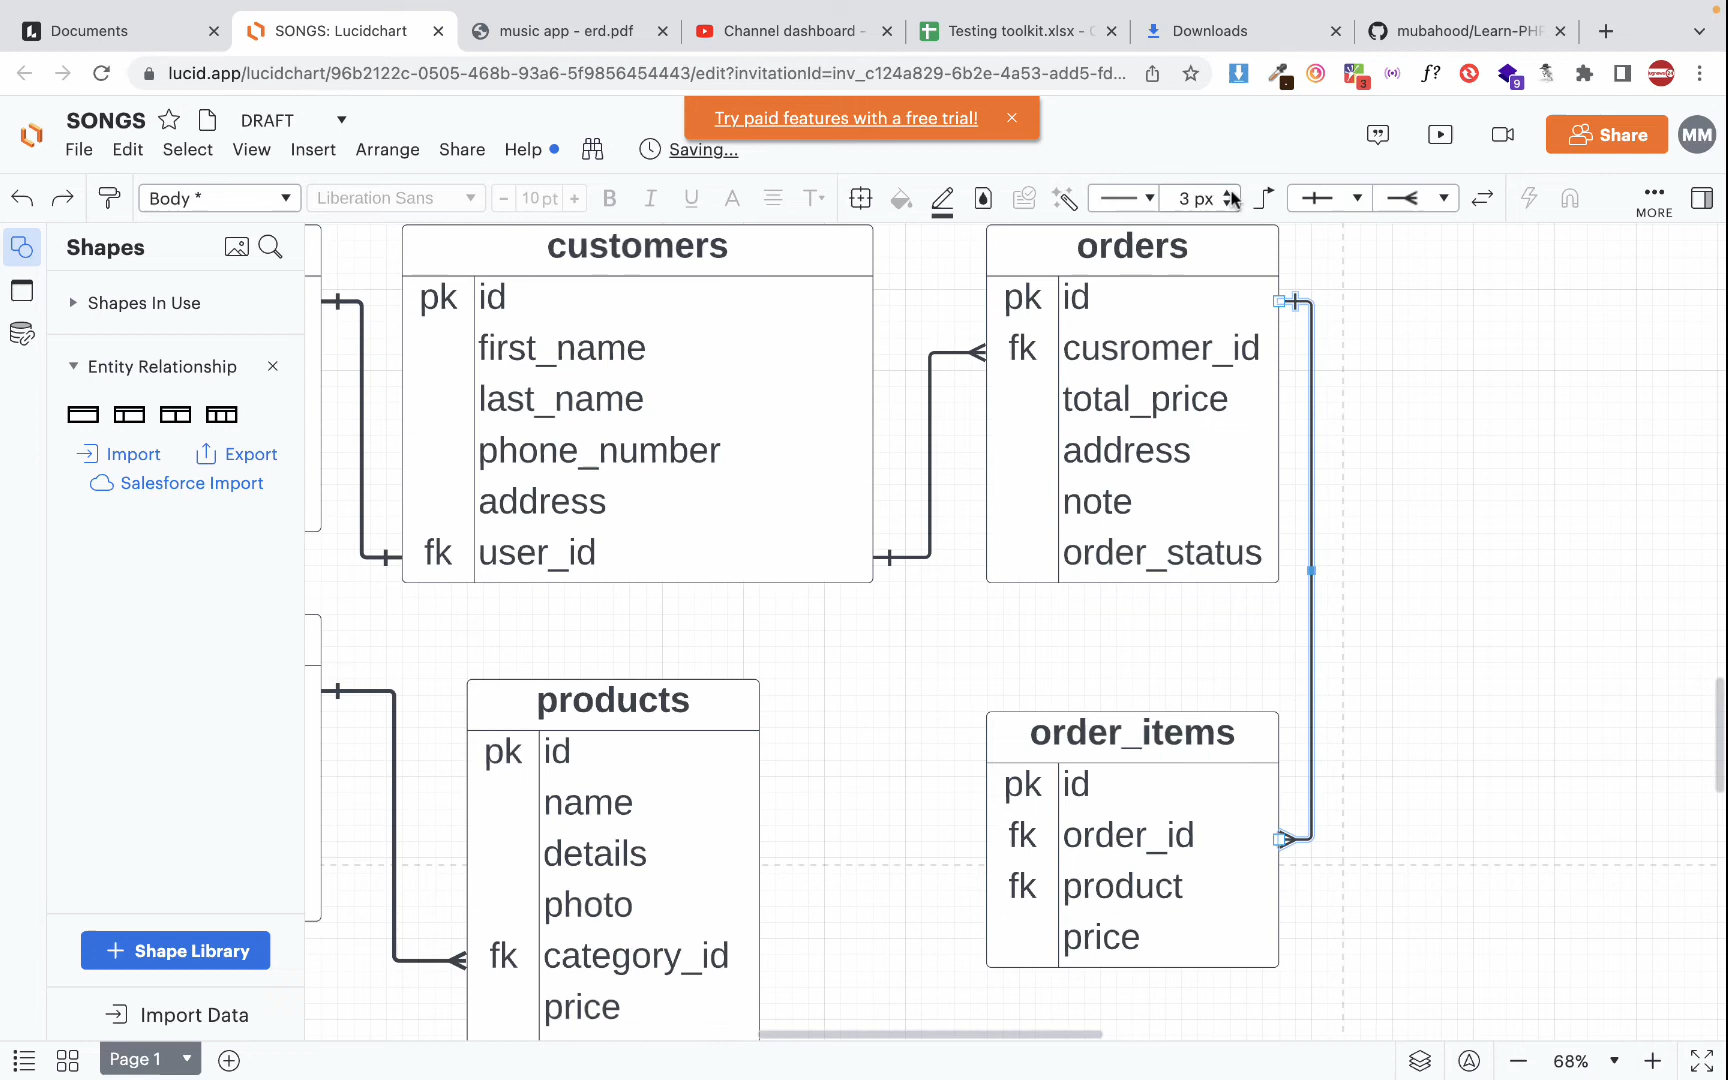 Documents
SONGS: Lucidchart
music app - erd.pdf
Channel dashboard -
Testing toolkit.xlsx -
Downloads
mubahood/Learn-PHP
lucid.app/lucidchart/96b2122c-0505-468b-93a6-5f9856454443/edit?invitationId=inv_c124a829-6b2e-4a53-add5-fd...
f?
3
9
SONGS
DRAFT
Try paid features with a free trial!
File
Edit
Select
View
Insert
Arrange
Share
Help
Saving...
Share
MM
Body *
Liberation Sans
10 pt
B
I
U
A
T
3 px
MORE
Shapes
Shapes In Use
Entity Relationship
Import
Export
Salesforce Import
Shape Library
Import Data
customers
pk id
first_name
last_name
phone_number
address
fk user_id
orders
pk id
fk cusromer_id
total_price
address
note
order_status
products
pk id
name
details
photo
fk category_id
price
order_items
pk id
fk order_id
fk product
price
Page 1
68%